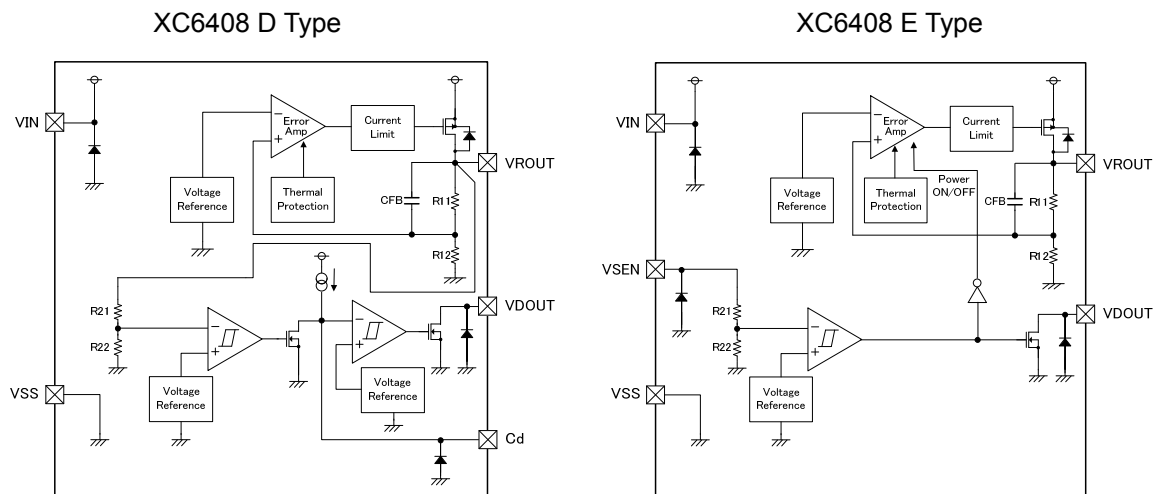 XC6408 D Type
VIN
Error
Amp
Current
Limit
VROUT
Voltage
Reference
Thermal
Protection
CFB
R11
R12
R21
R22
VDOUT
VSS
Voltage
Reference
Voltage
Reference
Cd
XC6408 E Type
VIN
Error
Amp
Current
Limit
VROUT
Voltage
Reference
Thermal
Protection
Power
ON/OFF
CFB
R11
R12
VSEN
R21
R22
VDOUT
VSS
Voltage
Reference